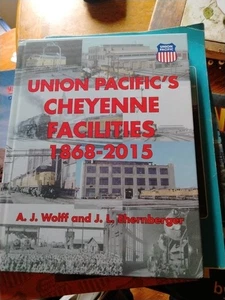 UNION PACIFIC'S
CHEYENNE
FACILITIES
1868-2015
A. J. Wolff and J. L. Ehernberger